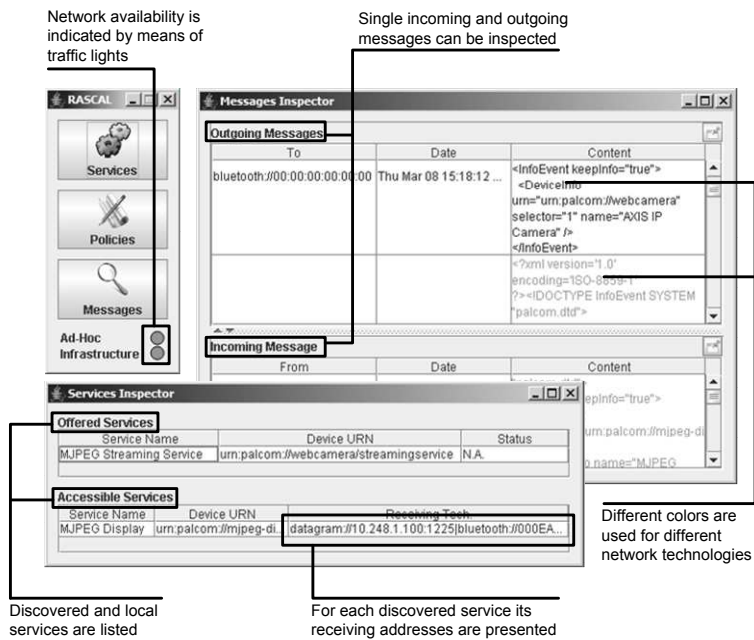 Network availability is
indicated by means of
traffic lights
Single incoming and outgoing
messages can be inspected
RASCAL
Services
Policies
Messages
Ad-Hoc
Infrastructure
Messages Inspector
Outgoing Messages
To Date Content
bluetooth://00:00:00:00:00:00 Thu Mar 08 15:18:12 ...
<InfoEvent keepInfo="true">
<DeviceInfo
urn="urn:palcom://webcamera"
selector="1" name="AXIS IP
Camera" />
</InfoEvent>
<?xml version='1.0'
encoding='ISO-8859-1'
?><!DOCTYPE InfoEvent SYSTEM
"palcom.dtd">
Incoming Message
From Date Content
epInfo="true">
urn:palcom://mjpeg-di
name="MJPEG
Services Inspector
Offered Services
Service Name Device URN Status
MJPEG Streaming Service urn:palcom://webcamera/streamingservice N.A.
Accessible Services
Service Name Device URN Receiving Tech.
MJPEG Display urn:palcom://mjpeg-di... datagram://10.248.1.100:1225|bluetooth://000EA...
Different colors are
used for different
network technologies
Discovered and local
services are listed
For each discovered service its
receiving addresses are presented